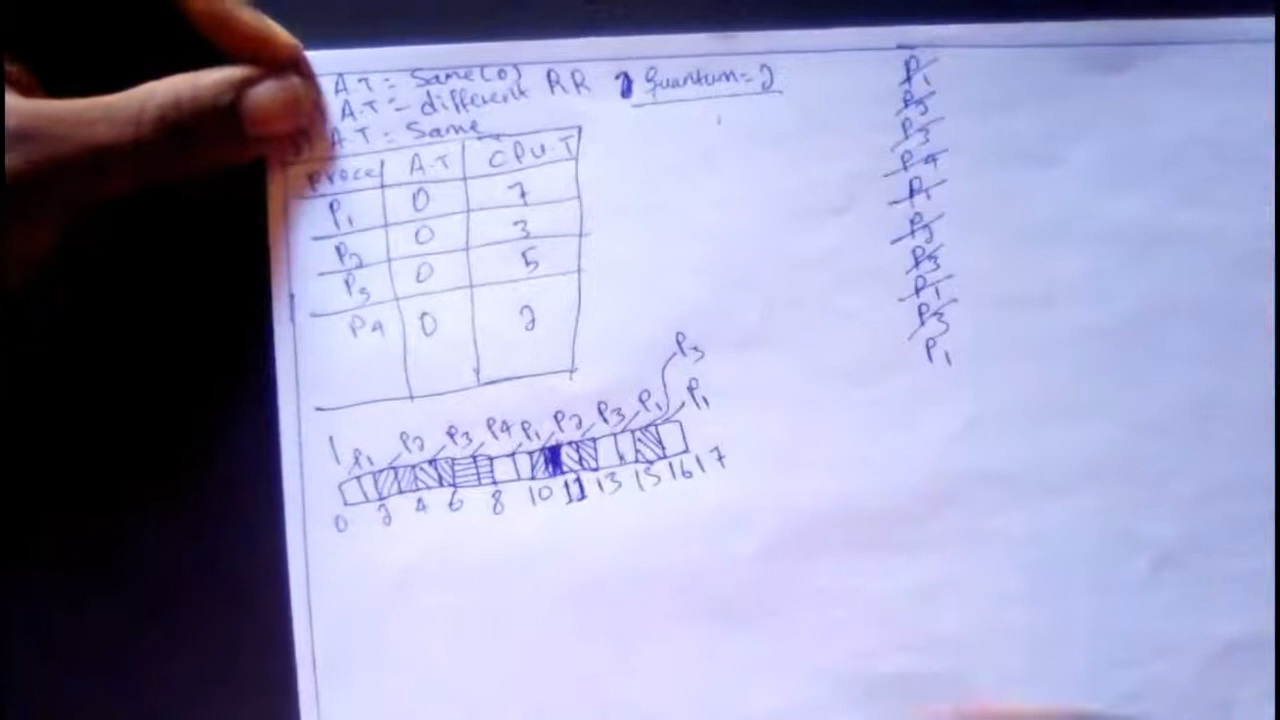 A.T = Same(0)
A.T = different RR Quantum = 2
A.T = Same
proce A.T CPU.T
P1 0 7
P2 0 3
P3 0 5
P4 0 2
P3
P1 P2 P3 P4 P1 P2 P3 P1 P1
0 2 4 6 8 10 11 13 15 16 17
P1
P2
P3
P4
P1
P2
P3
P1
P3
P1